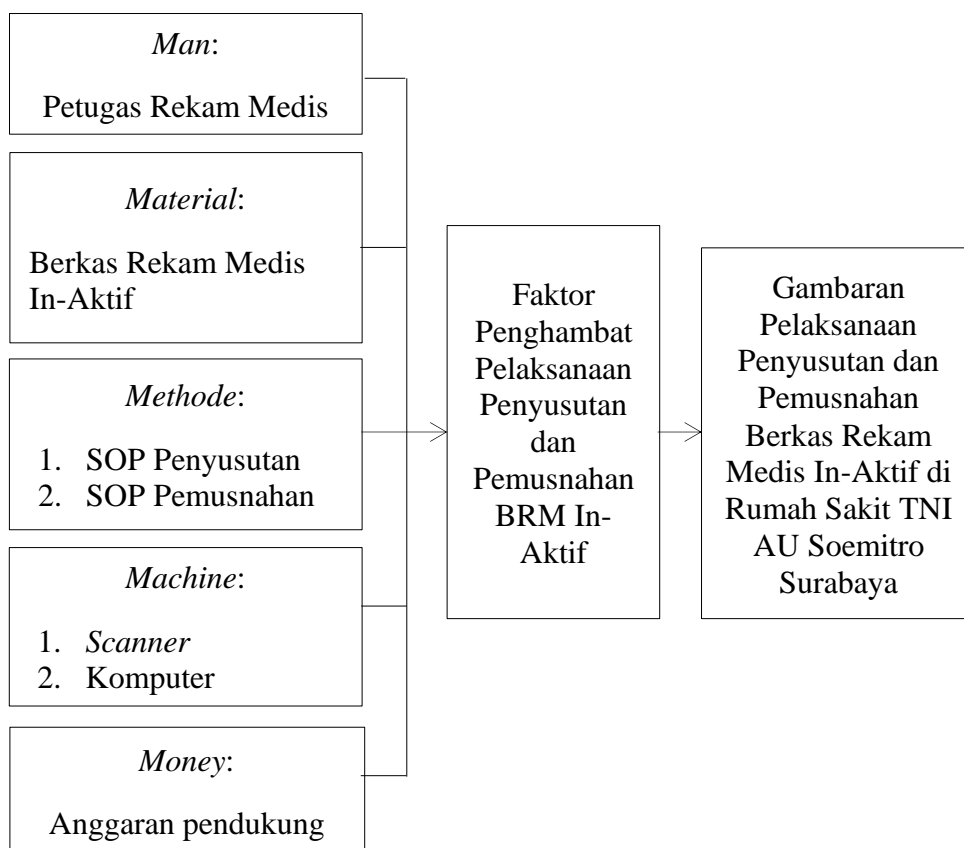 Man:
Petugas Rekam Medis
Material:
Berkas Rekam Medis
In-Aktif
Methode:
1. SOP Penyusutan
2. SOP Pemusnahan
Machine:
1. Scanner
2. Komputer
Money:
Anggaran pendukung
Faktor
Penghambat
Pelaksanaan
Penyusutan
dan
Pemusnahan
BRM In-
Aktif
Gambaran
Pelaksanaan
Penyusutan dan
Pemusnahan
Berkas Rekam
Medis In-Aktif di
Rumah Sakit TNI
AU Soemitro
Surabaya